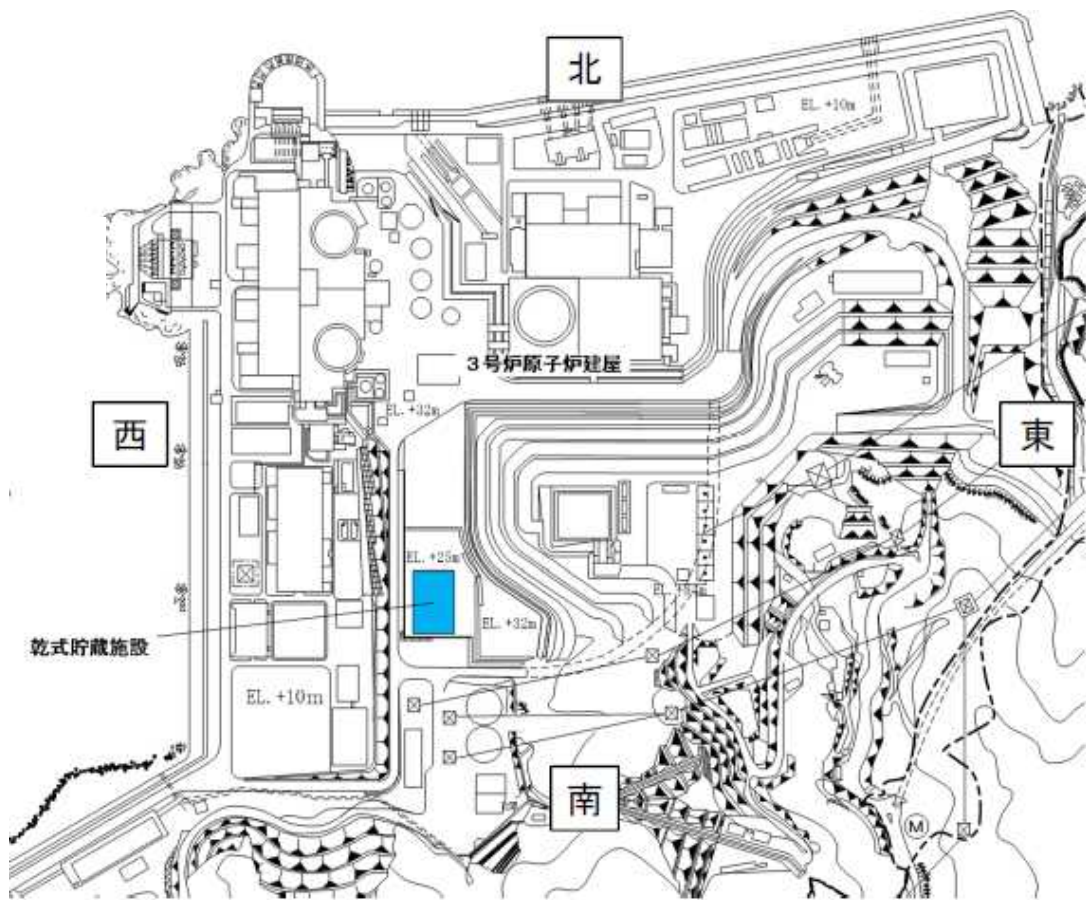 北
EL. +10m
3号炉原子炉建屋
EL. +32m
西
東
EL. +25m
EL. +32m
乾式貯蔵施設
EL. +10m
南
M